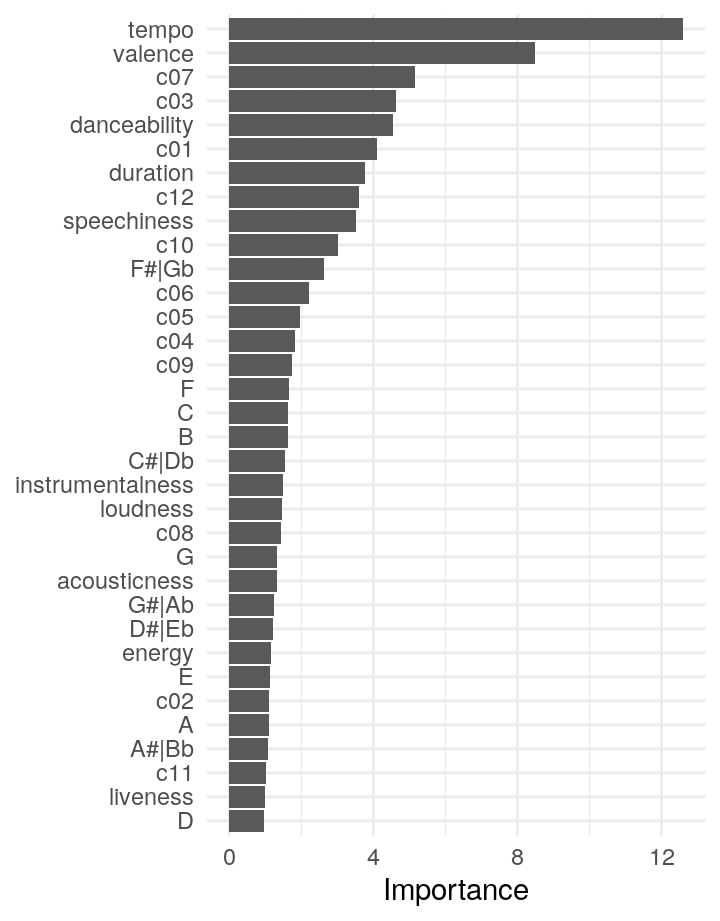 tempo
valence
c07
c03
danceability
c01
duration
c12
speechiness
c10
F#|Gb
c06
c05
c04
c09
F
C
B
C#|Db
instrumentalness
loudness
c08
G
acousticness
G#|Ab
D#|Eb
energy
E
c02
A
A#|Bb
c11
liveness
D
0 4 8 12
Importance